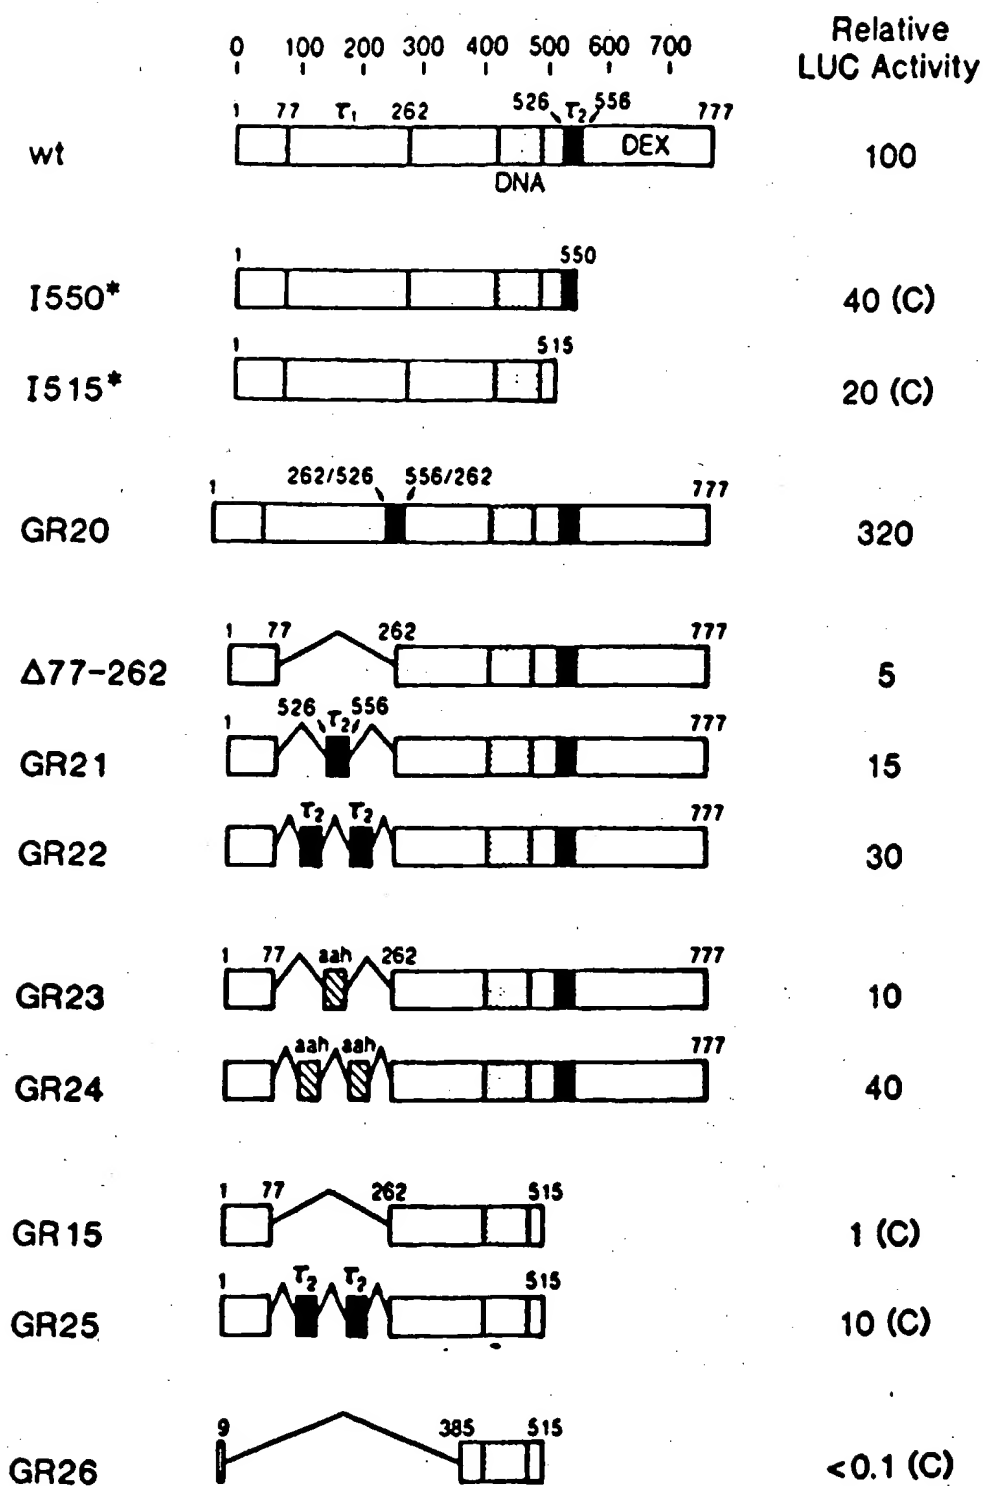 Relative
LUC Activity
0 100 200 300 400 500 600 700
1 77 τ1 262 526 τ2 556 777
wt DEX 100
DNA
1 550
I550* 40 (C)
1 515
I515* 20 (C)
1 262/526 556/262 777
GR20 320
1 77 262 777
Δ77-262 5
1 526 τ2 556 777
GR21 15
τ2 τ2 777
GR22 30
1 77 aah 262 777
GR23 10
aah aah 777
GR24 40
1 77 262 515
GR15 1 (C)
1 τ2 τ2 515
GR25 10 (C)
9 385 515
GR26 <0.1 (C)